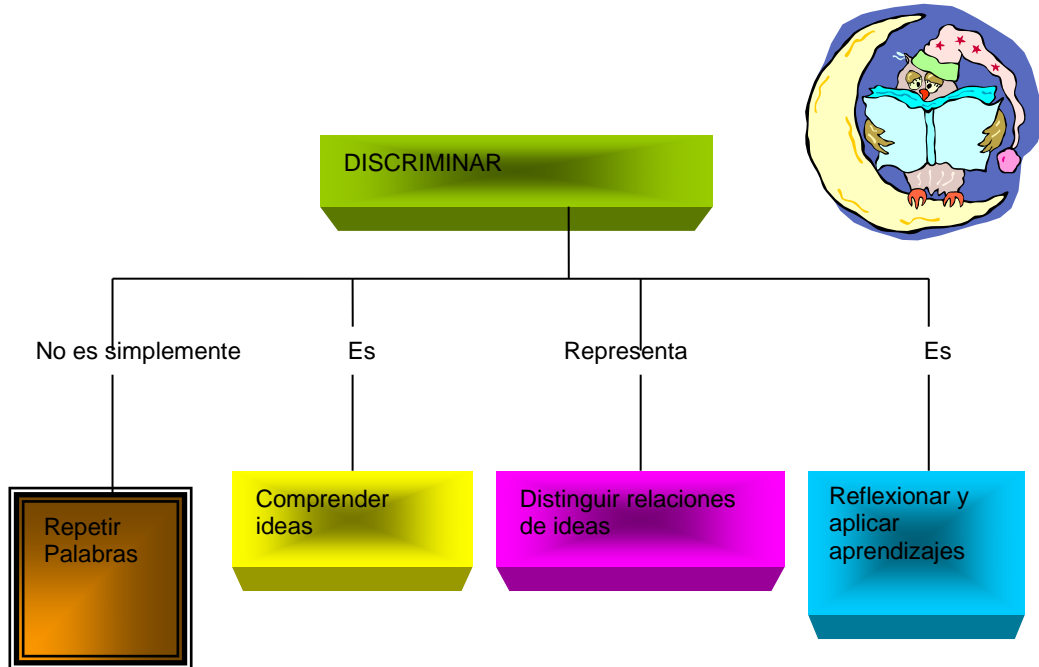 DISCRIMINAR
No es simplemente
Es
Representa
Es
Repetir
Palabras
Comprender
ideas
Distinguir relaciones
de ideas
Reflexionar y
aplicar
aprendizajes